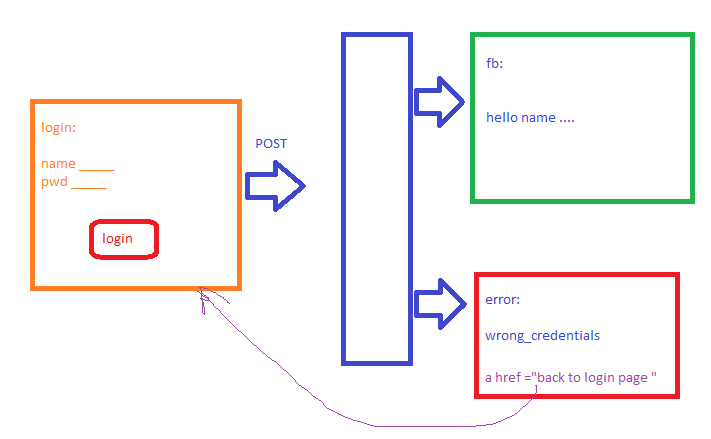 login:
name _____
pwd _____
login
POST
fb:
hello name ....
error:
wrong_credentials
a href ="back to login page "